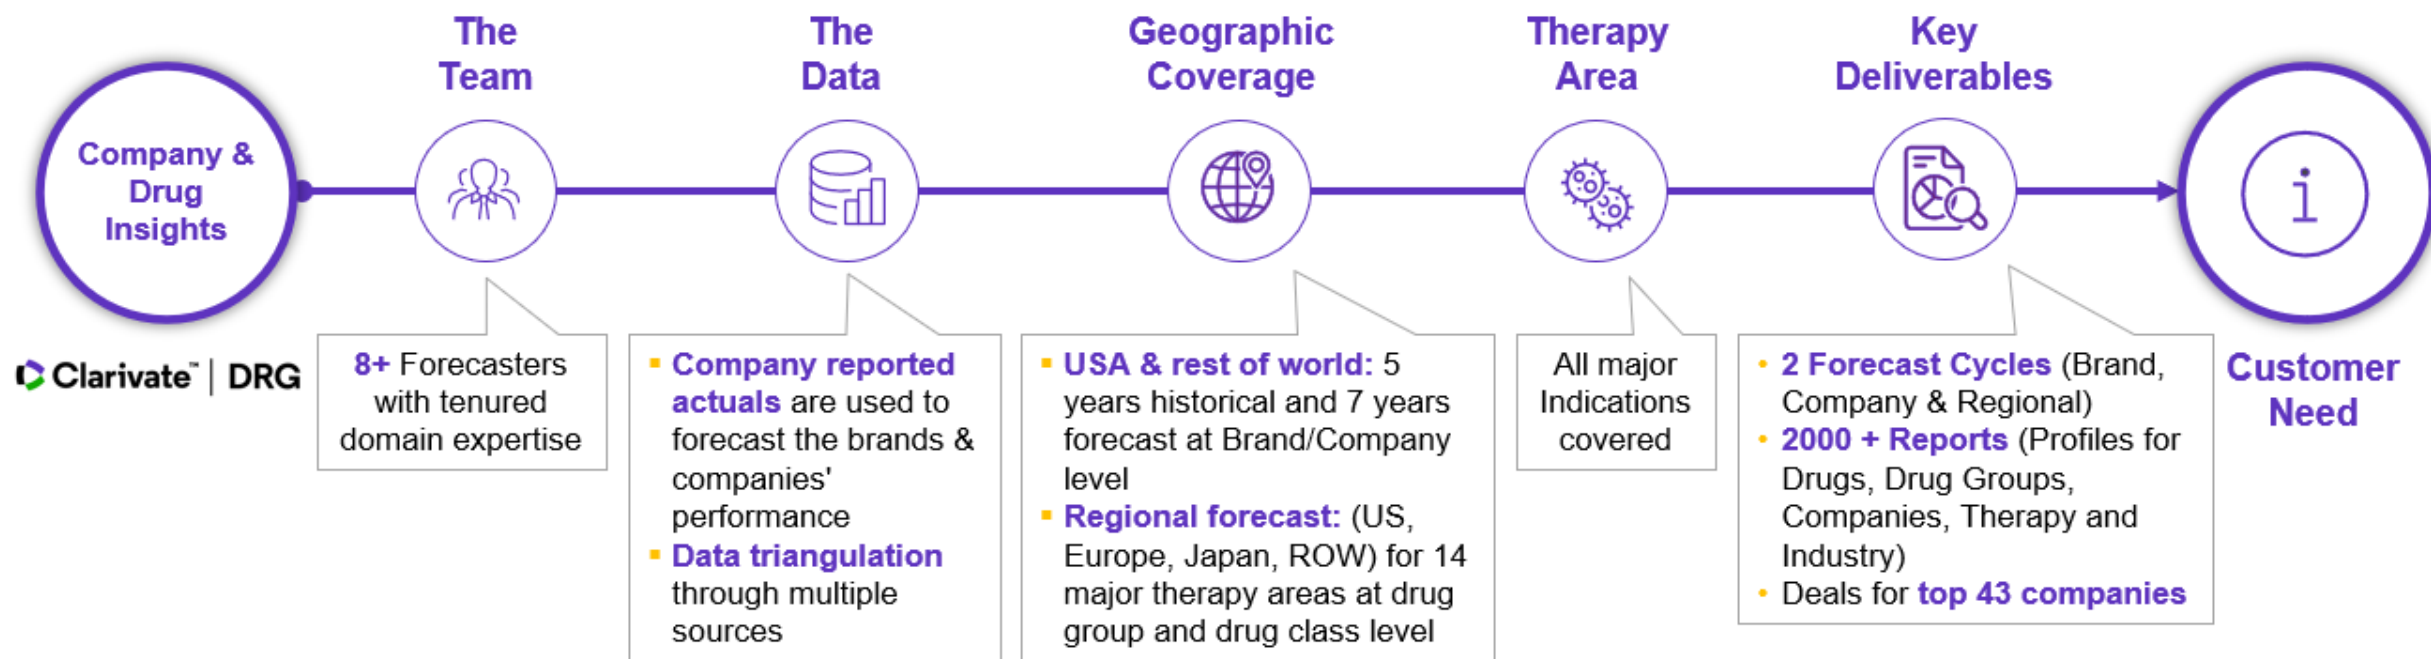 The
Team
The
Data
Geographic
Coverage
Therapy
Area
Key
Deliverables
Company &
Drug
Insights
i
Clarivate™ | DRG
8+ Forecasters
with tenured
domain expertise
▪ Company reported
actuals are used to
forecast the brands &
companies'
performance
▪ Data triangulation
through multiple
sources
▪ USA & rest of world: 5
years historical and 7 years
forecast at Brand/Company
level
▪ Regional forecast: (US,
Europe, Japan, ROW) for 14
major therapy areas at drug
group and drug class level
All major
Indications
covered
• 2 Forecast Cycles (Brand,
Company & Regional)
• 2000 + Reports (Profiles for
Drugs, Drug Groups,
Companies, Therapy and
Industry)
• Deals for top 43 companies
Customer
Need